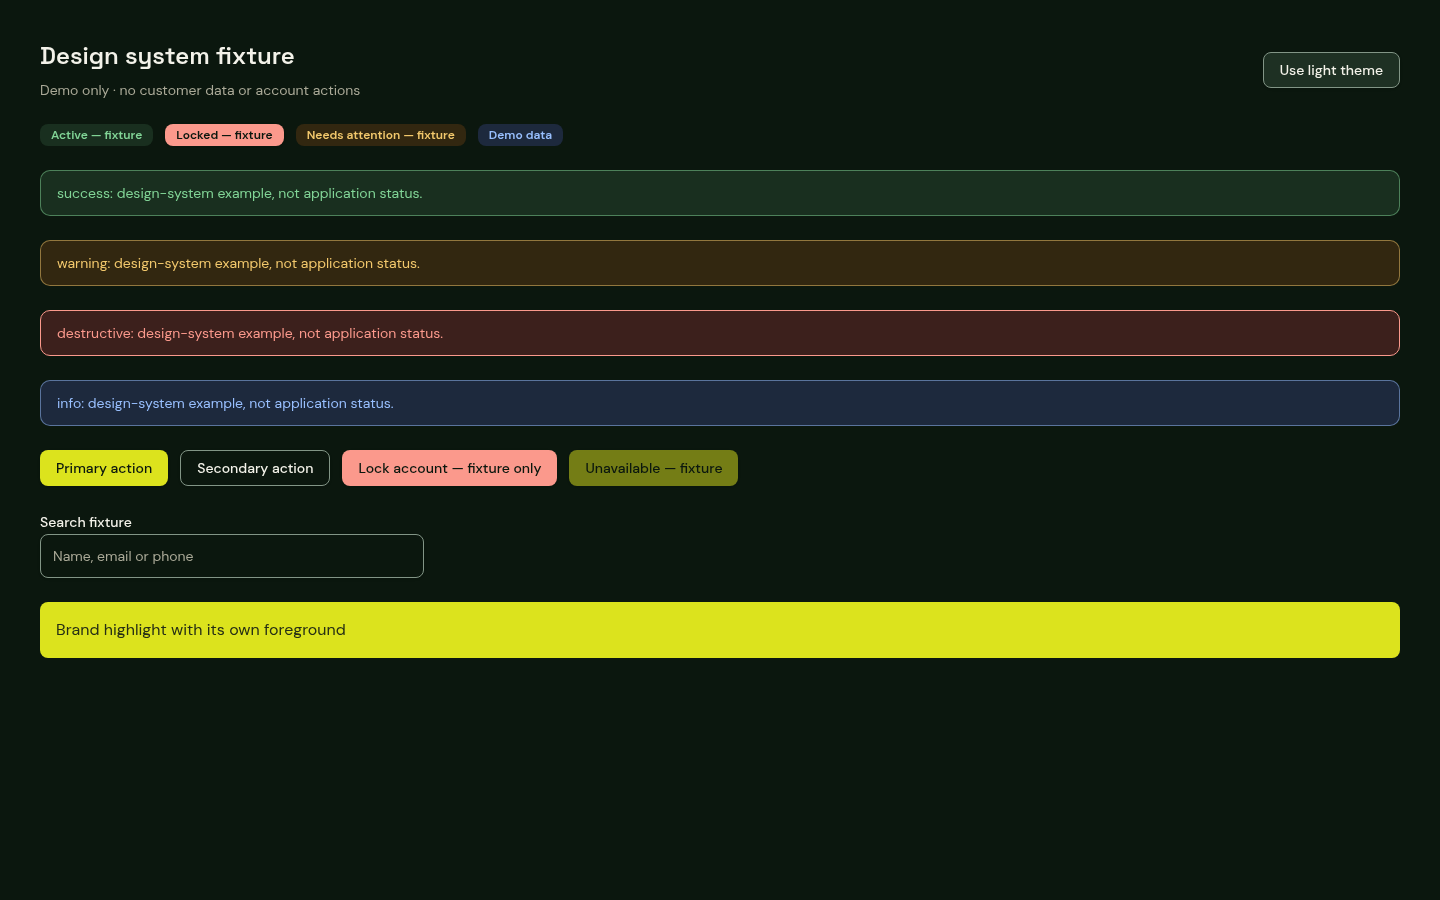 Design system fixture
Use light theme
Demo only · no customer data or account actions
Active — fixture
Locked — fixture
Needs attention — fixture
Demo data
success: design-system example, not application status.
warning: design-system example, not application status.
destructive: design-system example, not application status.
info: design-system example, not application status.
Primary action
Secondary action
Lock account — fixture only
Unavailable — fixture
Search fixture
Name, email or phone
Brand highlight with its own foreground